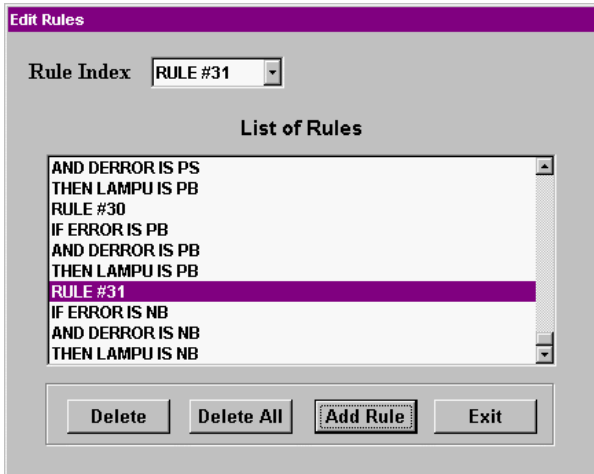 Edit Rules
Rule Index RULE #31
List of Rules
AND DERROR IS PS
THEN LAMPU IS PB
RULE #30
IF ERROR IS PB
AND DERROR IS PB
THEN LAMPU IS PB
RULE #31
IF ERROR IS NB
AND DERROR IS NB
THEN LAMPU IS NB
Delete Delete All Add Rule Exit